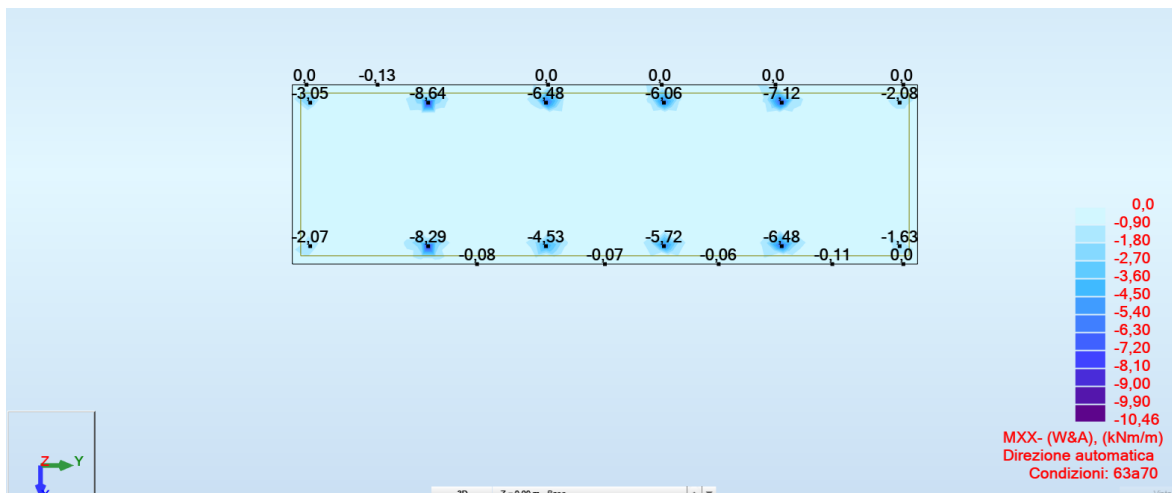 0,0 -0,13 0,0 0,0 0,0 0,0
-3,05 -8,64 -6,48 -6,06 -7,12 -2,08
-2,07 -8,29 -4,53 -5,72 -6,48 -1,63
-0,08 -0,07 -0,06 -0,11 0,0
0,0
-0,90
-1,80
-2,70
-3,60
-4,50
-5,40
-6,30
-7,20
-8,10
-9,00
-9,90
-10,46
MXX- (W&A), (kNm/m)
Direzione automatica
Condizioni: 63a70
Z Y